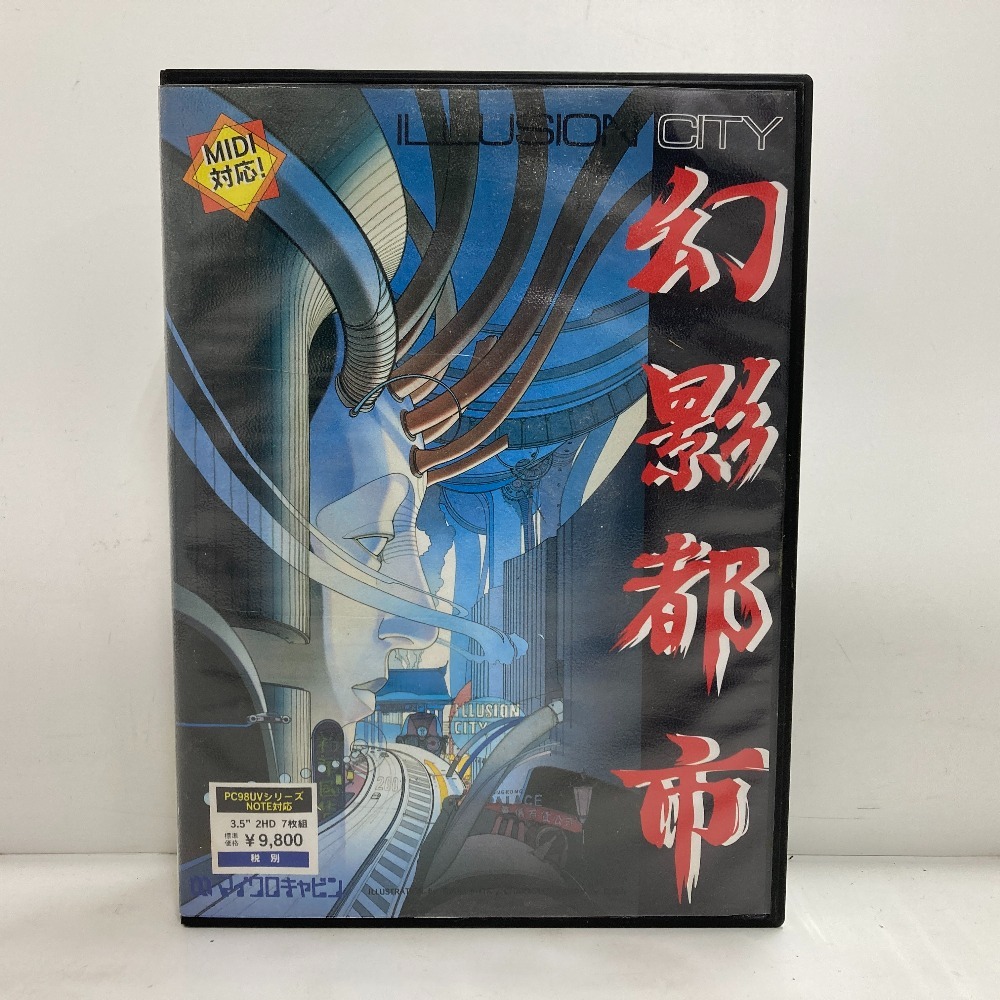 ILLUSION CITY
MIDI
対応!
幻影都市
ILLUSION
CITY
PALACE
PC98UVシリーズ
NOTE対応
3.5" 2HD 7枚組
標準
価格 ¥9,800
税別
マイクロキャビン
ILLUSTRATION